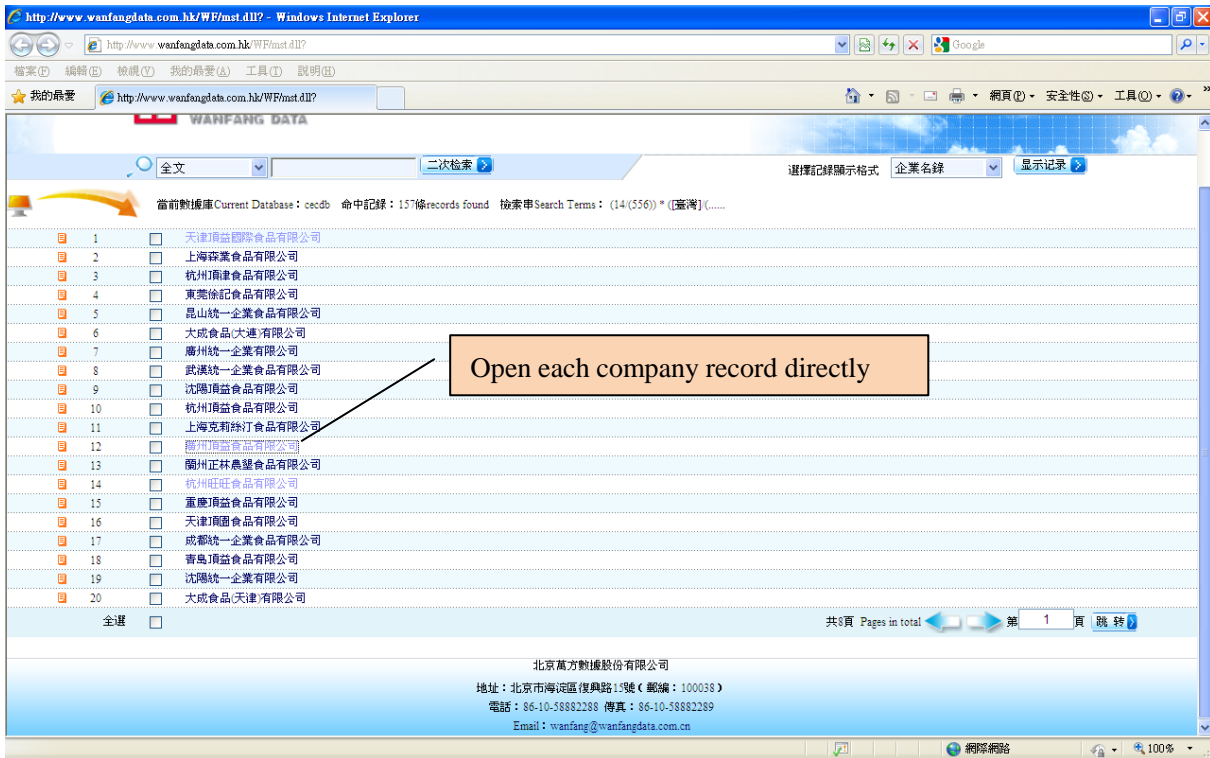 http://www.wanfangdata.com.hk/WF/mst.dll? - Windows Internet Explorer
http://www.wanfangdata.com.hk/WF/mst.dll?
Google
檔案(F) 編輯(E) 檢視(V) 我的最愛(A) 工具(T) 說明(H)
我的最愛 http://www.wanfangdata.com.hk/WF/mst.dll? 網頁(P) 安全性(S) 工具(O)
WANFANG DATA
全文 二次检索 選擇記錄顯示格式 企業名錄 显示记录
當前數據庫Current Database：cecdb 命中記錄：157條records found 檢索串Search Terms： (14/(556)) * ([臺灣]/(......
1 天津頂益國際食品有限公司
2 上海森業食品有限公司
3 杭州頂津食品有限公司
4 東莞徐記食品有限公司
5 昆山統一企業食品有限公司
6 大成食品(大連)有限公司
7 廣州統一企業有限公司
8 武漢統一企業食品有限公司
9 沈陽頂益食品有限公司
10 杭州頂益食品有限公司
11 上海克莉絲汀食品有限公司
Open each company record directly
12 廣州頂益食品有限公司
13 蘭州正林農墾食品有限公司
14 杭州旺旺食品有限公司
15 重慶頂益食品有限公司
16 天津頂園食品有限公司
17 成都統一企業食品有限公司
18 青島頂益食品有限公司
19 沈陽統一企業有限公司
20 大成食品(天津)有限公司
全選 共8頁 Pages in total 第 1 頁 跳 转
北京萬方數據股份有限公司
地址：北京市海淀區復興路15號 ( 郵編：100038 )
電話：86-10-58882288 傳真：86-10-58882289
Email：wanfang@wanfangdata.com.cn
網際網路 100%